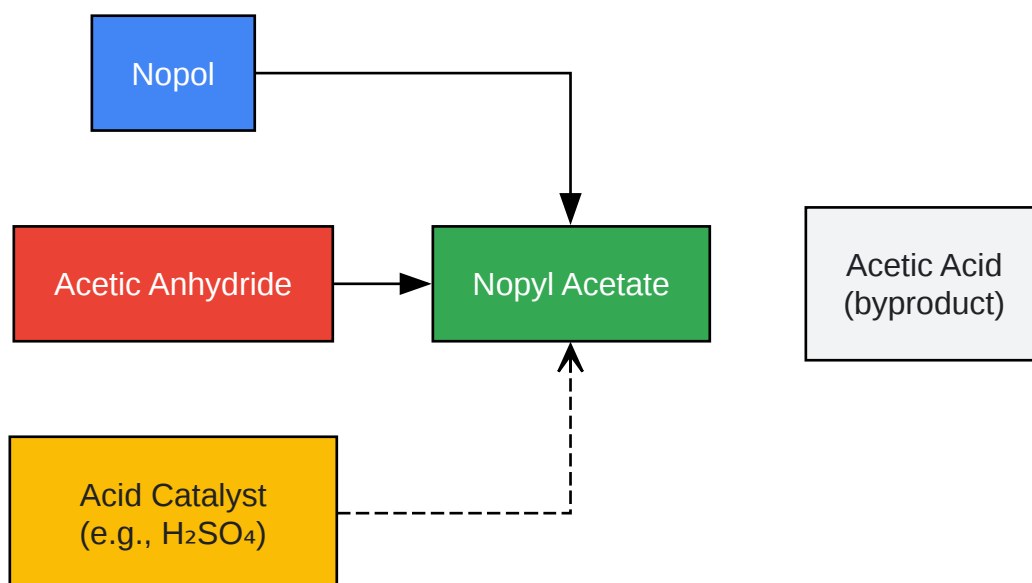 Nopol
Acetic Anhydride
Nopyl Acetate
Acetic Acid
(byproduct)
Acid Catalyst
(e.g., H₂SO₄)